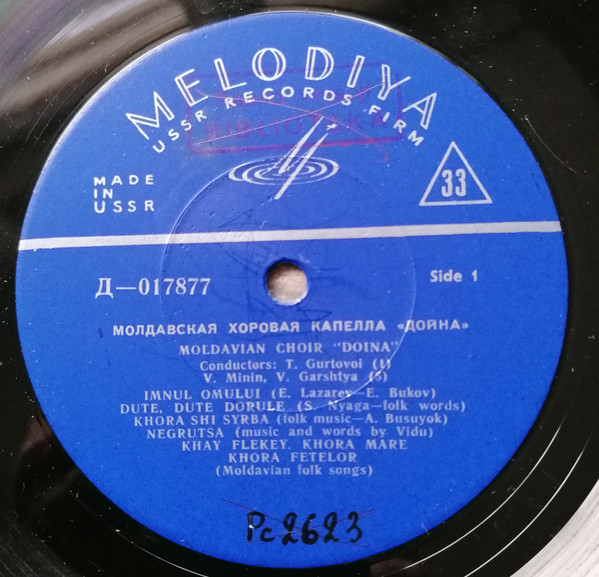 MELODIYA
USSR RECORDS FIRM
BIBLIOTEKA
MADE
IN
USSR
33
Д—017877
Side 1
МОЛДАВСКАЯ ХОРОВАЯ КАПЕЛЛА «ДОЙНА»
MOLDAVIAN CHOIR "DOINA"
Conductors: T. Gurtovoi (1)
V. Minin, V. Garshtya (5)
IMNUL OMULUI (E. Lazarev—E. Bukov)
DUTE, DUTE DORULE (S. Nyaga—folk words)
KHORA SHI SYRBA (folk music—A. Busuyok)
NEGRUTSA (music and words by Vidu)
KHAY FLEKEY. KHORA MARE
KHORA FETELOR
(Moldavian folk songs)
Pc2623